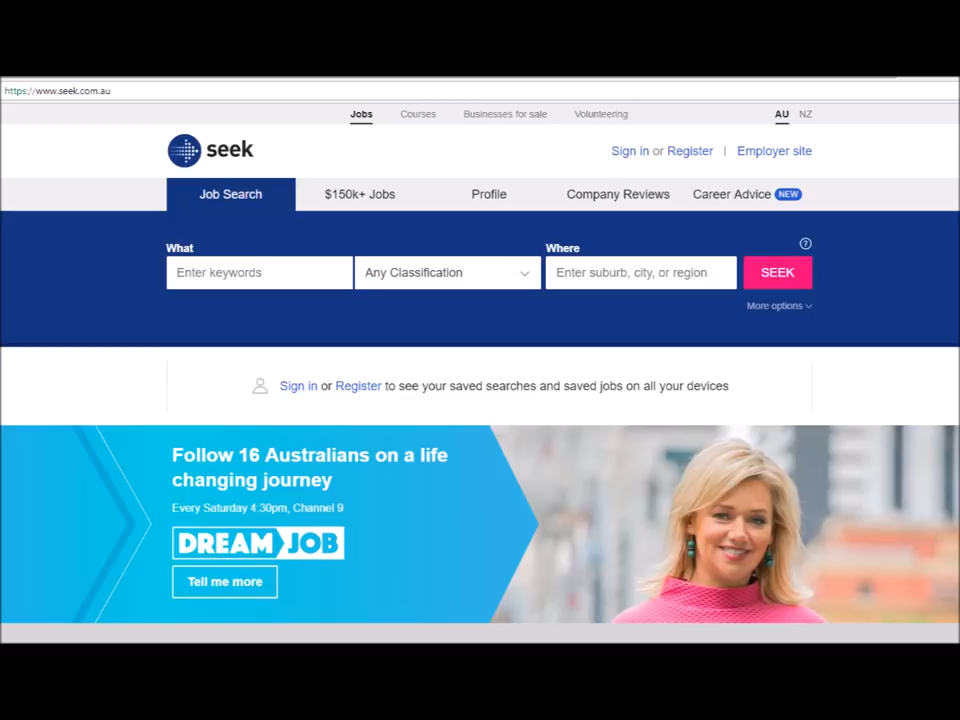 https://www.seek.com.au
Jobs Courses Businesses for sale Volunteering AU NZ
seek
Sign in or Register | Employer site
Job Search $150k+ Jobs Profile Company Reviews Career Advice NEW
What Where ?
Enter keywords Any Classification Enter suburb, city, or region SEEK
More options
Sign in or Register to see your saved searches and saved jobs on all your devices
Follow 16 Australians on a life
changing journey
Every Saturday 4.30pm, Channel 9
DREAM JOB
Tell me more